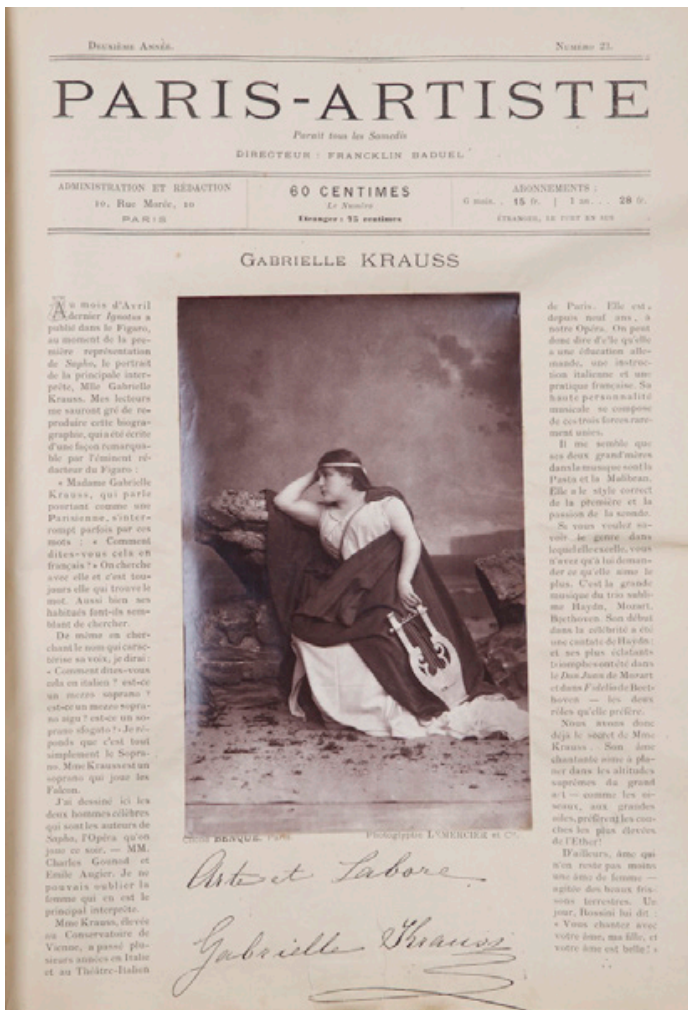 DEUXIÈME ANNÉE.
NUMÉRO 21.
PARIS-ARTISTE
Paraît tous les Samedis
DIRECTEUR : FRANCKLIN BADUEL
ADMINISTRATION ET RÉDACTION
10, Rue Morée, 10
PARIS
60 CENTIMES
Le Numéro
Etranger : 75 centimes
ABONNEMENTS :
6 mois. . 15 fr. | 1 an. . . 28 fr.
ÉTRANGER, LE PORT EN SUS
GABRIELLE KRAUSS
Au mois d'Avril
dernier Ignotus a
publié dans le Figaro,
au moment de la pre-
mière représentation
de Sapho, le portrait
de la principale inter-
prète, Mlle Gabrielle
Krauss. Mes lecteurs
me sauront gré de re-
produire cette biogra-
graphie, qui a été écrite
d'une façon remarqua-
ble par l'éminent ré-
dacteur du Figaro :
« Madame Gabrielle
Krauss, qui parle
pourtant comme une
Parisienne, s'inter-
rompt parfois par ces
mots : « Comment
dites-vous cela en
français ? » On cherche
avec elle et c'est tou-
jours elle qui trouve le
mot. Aussi bien ses
habitués font-ils sem-
blant de chercher.
De même en cher-
chant le nom qui carac-
térise sa voix, je dirai :
« Comment dites-vous
cela en italien ? est-ce
un mezzo soprano ?
est-ce un mezzo sopra-
no aigu ? est-ce un so-
prano sfogato ? » Je ré-
ponds que c'est tout
simplement le Sopra-
no. Mme Krauss est un
soprano qui joue les
Falcon.
J'ai dessiné ici les
deux hommes célèbres
qui sont les auteurs de
Sapho, l'Opéra qu'on
joue ce soir, — MM.
Charles Gounod et
Emile Augier. Je ne
pouvais oublier la
femme qui en est le
principal interprète.
Mme Krauss, élevée
au Conservatoire de
Vienne, a passé plu-
sieurs années en Italie
et au Théâtre-Italien
Cliché BENQUE, Paris
Photoglyptie LEMERCIER et Cie.
Arte et Labore
Gabrielle Krauss
de Paris. Elle est,
depuis neuf ans, à
notre Opéra. On peut
donc dire d'elle qu'elle
a une éducation alle-
mande, une instruc-
tion italienne et une
pratique française. Sa
haute personnalité
musicale se compose
de ces trois forces rare-
ment unies.
Il me semble que
ses deux grand'mères
dans la musique sont la
Pasta et la Malibran.
Elle a le style correct
de la première et la
passion de la seconde.
Si vous voulez sa-
voir le genre dans
lequel elle excelle, vous
n'avez qu'à lui deman-
der ce qu'elle aime le
plus. C'est la grande
musique du trio subli-
me Haydn, Mozart,
Beethoven. Son début
dans la célébrité a été
une cantate de Haydn ;
et ses plus éclatants
triomphes ont été dans
le Don Juan de Mozart
et dans Fidelio de Beet-
hoven — les deux
rôles qu'elle préfère.
Nous avons donc
déjà le secret de Mme
Krauss. Son âme
chantante aime à pla-
ner dans les altitudes
suprêmes du grand
art — comme les oi-
seaux, aux grandes
ailes, préfèrent les cou-
ches les plus élevées
de l'Ether !
D'ailleurs, âme qui
n'en reste pas moins
une âme de femme —
agitée des beaux fris-
sons terrestres. Un
jour, Rossini lui dit :
« Vous chantez avec
votre âme, ma fille, et
votre âme est belle ! »